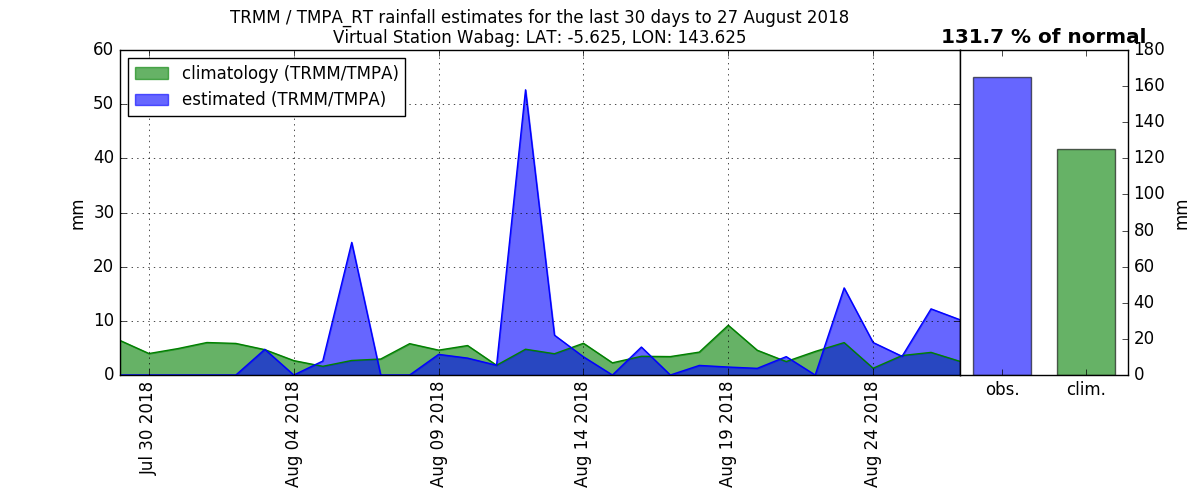 TRMM / TMPA_RT rainfall estimates for the last 30 days to 27 August 2018
Virtual Station Wabag: LAT: -5.625, LON: 143.625
131.7 % of normal
climatology (TRMM/TMPA)
estimated (TRMM/TMPA)
60
50
40
30
20
10
0
mm
Jul 30 2018
Aug 04 2018
Aug 09 2018
Aug 14 2018
Aug 19 2018
Aug 24 2018
obs.
clim.
180
160
140
120
100
80
60
40
20
0
mm